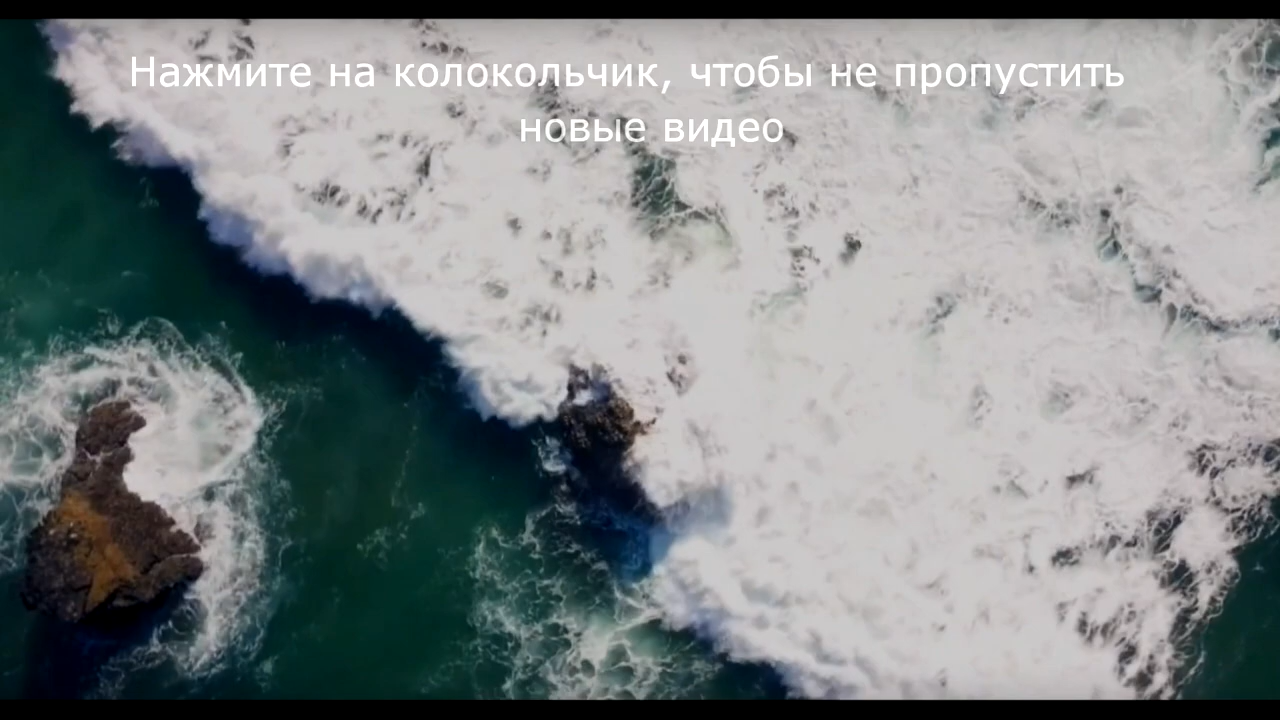 Нажмите на колокольчик, чтобы не пропустить
новые видео